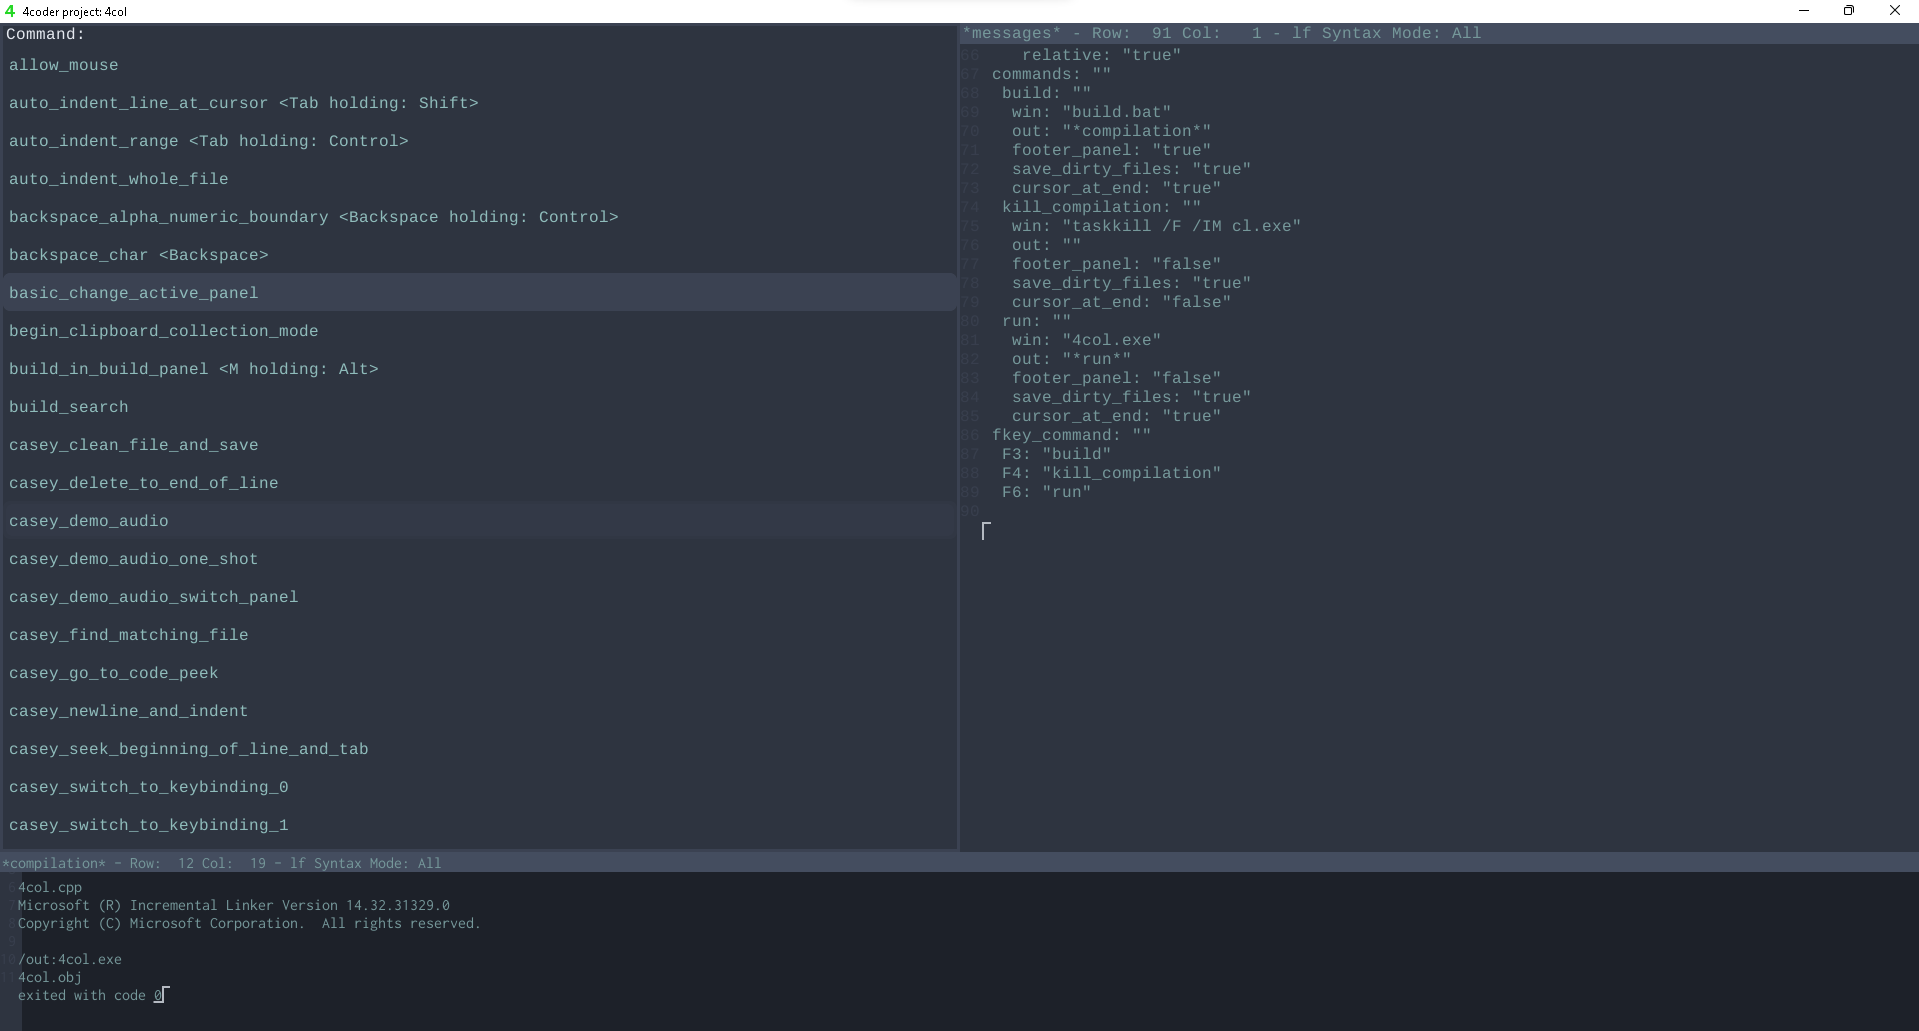 4 4coder project: 4col
Command:
allow_mouse
auto_indent_line_at_cursor <Tab holding: Shift>
auto_indent_range <Tab holding: Control>
auto_indent_whole_file
backspace_alpha_numeric_boundary <Backspace holding: Control>
backspace_char <Backspace>
basic_change_active_panel
begin_clipboard_collection_mode
build_in_build_panel <M holding: Alt>
build_search
casey_clean_file_and_save
casey_delete_to_end_of_line
casey_demo_audio
casey_demo_audio_one_shot
casey_demo_audio_switch_panel
casey_find_matching_file
casey_go_to_code_peek
casey_newline_and_indent
casey_seek_beginning_of_line_and_tab
casey_switch_to_keybinding_0
casey_switch_to_keybinding_1
*messages* - Row:  91 Col:   1 - lf Syntax Mode: All
66    relative: "true"
67 commands: ""
68  build: ""
69   win: "build.bat"
70   out: "*compilation*"
71   footer_panel: "true"
72   save_dirty_files: "true"
73   cursor_at_end: "true"
74  kill_compilation: ""
75   win: "taskkill /F /IM cl.exe"
76   out: ""
77   footer_panel: "false"
78   save_dirty_files: "true"
79   cursor_at_end: "false"
80  run: ""
81   win: "4col.exe"
82   out: "*run*"
83   footer_panel: "false"
84   save_dirty_files: "true"
85   cursor_at_end: "true"
86 fkey_command: ""
87  F3: "build"
88  F4: "kill_compilation"
89  F6: "run"
90
*compilation* - Row:  12 Col:  19 - lf Syntax Mode: All
6 4col.cpp
7 Microsoft (R) Incremental Linker Version 14.32.31329.0
8 Copyright (C) Microsoft Corporation.  All rights reserved.
9
10 /out:4col.exe
11 4col.obj
exited with code 0